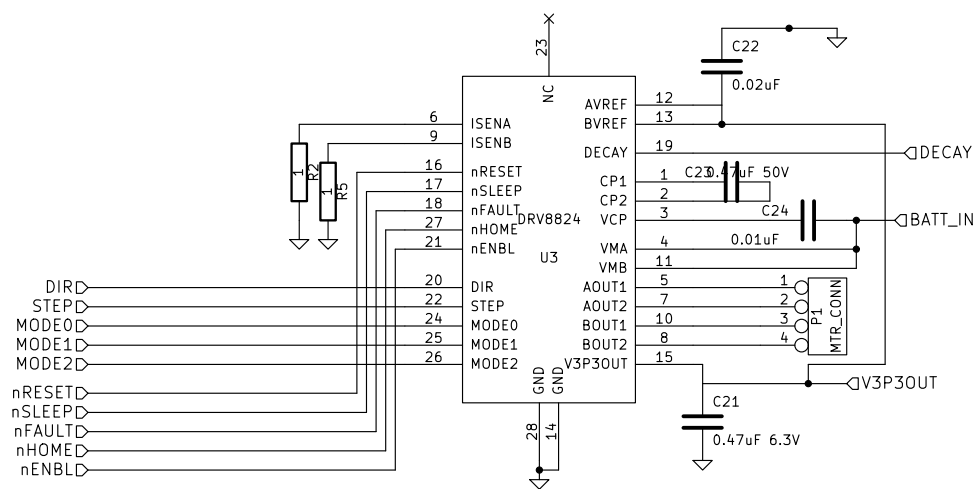 C22
0.02uF
23
NC
12
AVREF
13
BVREF
6
ISENA
9
ISENB
19
DECAY
DECAY
16
nRESET
17
nSLEEP
18
nFAULT
27
nHOME
21
nENBL
1 R2
1 R5
1
CP1
2
CP2
C23
0.47uF 50V
3
VCP
C24
0.01uF
BATT_IN
DRV8824
U3
4
VMA
11
VMB
DIR
20
DIR
5
AOUT1
1
STEP
22
STEP
7
AOUT2
2
MODE0
24
MODE0
10
BOUT1
3
MODE1
25
MODE1
8
BOUT2
4
MODE2
26
MODE2
15
V3P3OUT
P1
MTR_CONN
V3P3OUT
nRESET
nSLEEP
nFAULT
nHOME
nENBL
GND
GND
28
14
C21
0.47uF 6.3V